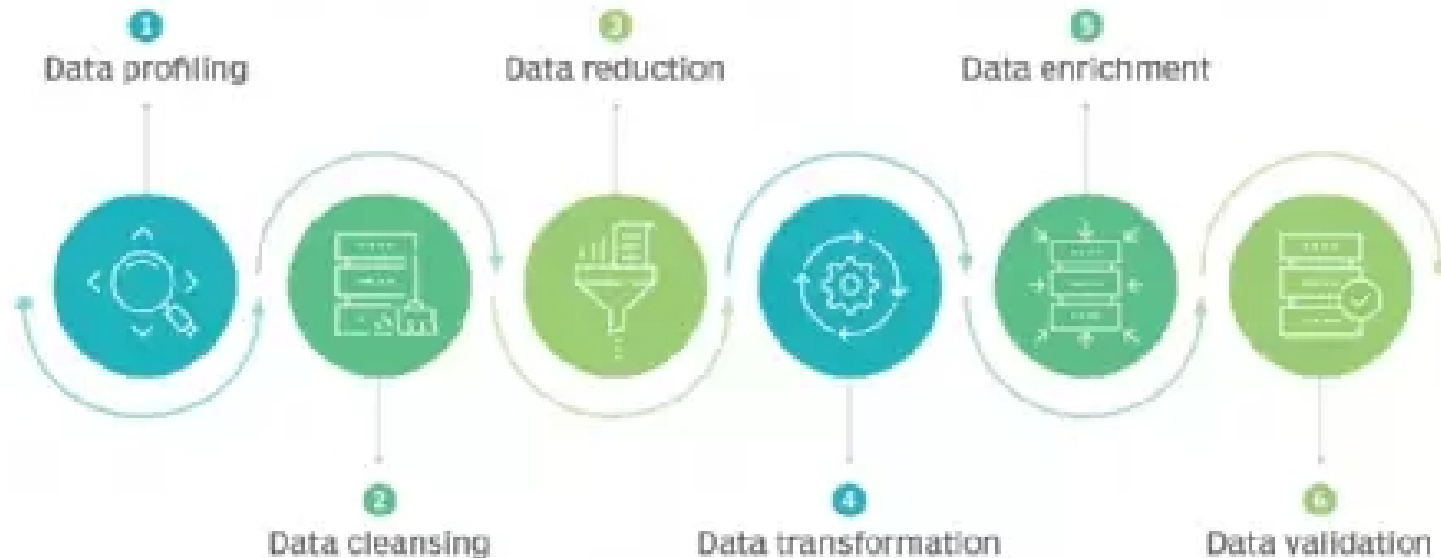 1
Data profiling
3
Data reduction
5
Data enrichment
2
Data cleansing
4
Data transformation
6
Data validation